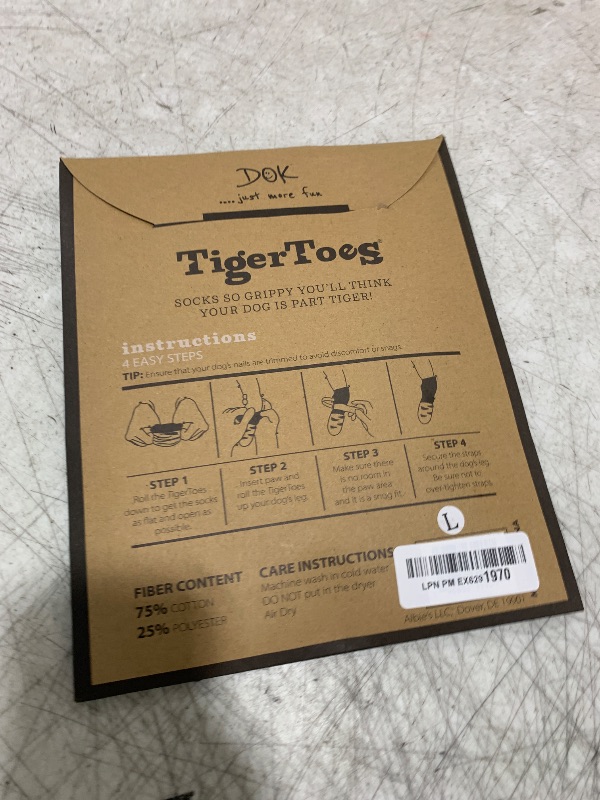 DOK
....just more fun
TigerToes
SOCKS SO GRIPPY YOU'LL THINK
YOUR DOG IS PART TIGER!
instructions
4 EASY STEPS
TIP: Ensure that your dog's nails are trimmed to avoid discomfort or snags.
STEP 1
Roll the TigerToes
down to get the socks
as flat and open as
possible.
STEP 2
Insert paw and
roll the TigerToes
up your dog's leg.
STEP 3
Make sure there
is no room in
the paw area
and it is a snug fit.
STEP 4
Secure the straps
around the dog's leg.
Be sure not to
over-tighten straps.
FIBER CONTENT
75% COTTON
25% POLYESTER
CARE INSTRUCTIONS
Machine wash in cold water
DO NOT put in the dryer
Air Dry
L
LPN PM EX6291970
Albie's LLC, Dover, DE 19901